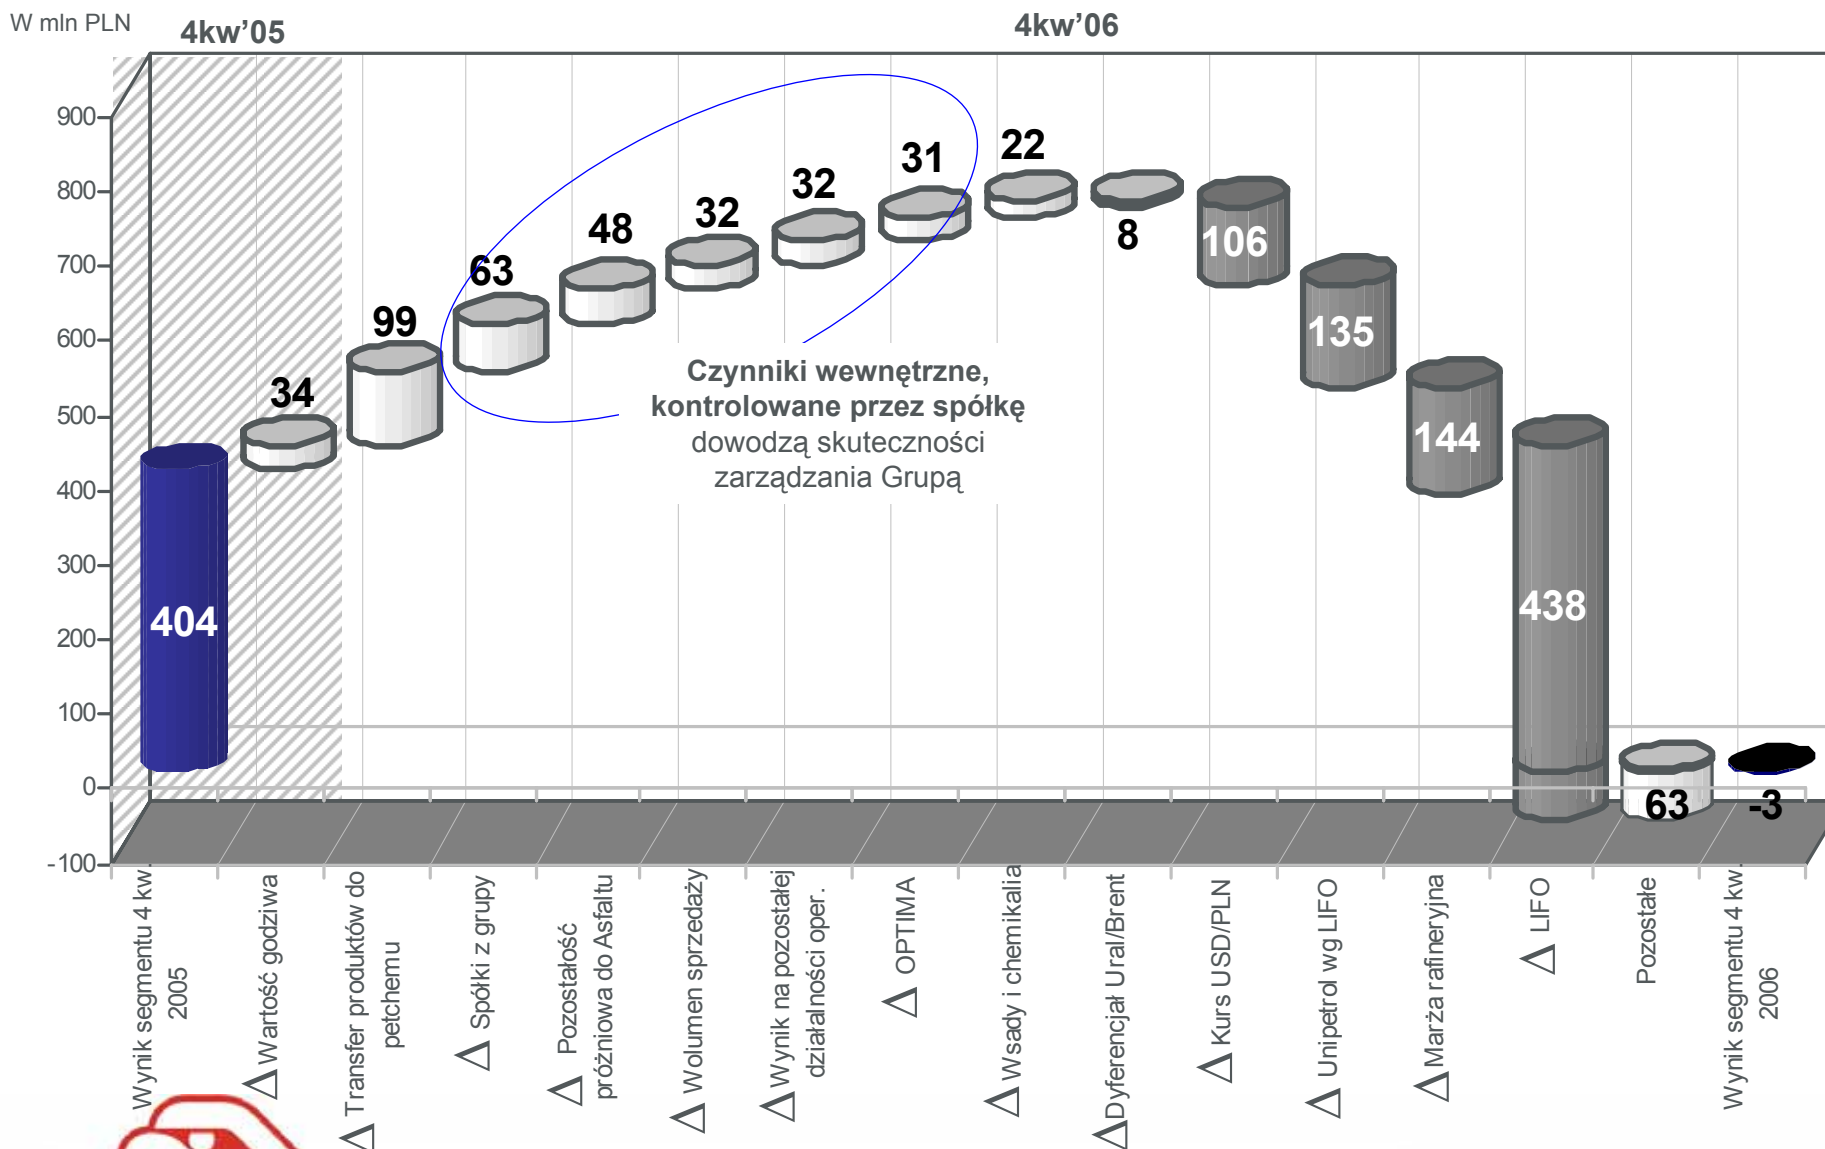 W mln PLN
4kw’05
4kw’06
900
800
700
600
500
400
300
200
100
0
-100
404
34
99
63
48
32
32
31
22
8
106
135
144
438
63
-3
Czynniki wewnętrzne,
kontrolowane przez spółkę
dowodzą skuteczności
zarządzania Grupą
Wynik segmentu 4 kw.
2005
△ Wartość godziwa
△ Transfer produktów do
petchemu
△ Spółki z grupy
△ Pozostałość
próżniowa do Asfaltu
△ Wolumen sprzedaży
△ Wynik na pozostałej
działalności oper.
△ OPTIMA
△ Wsady i chemikalia
△ Dyferencjał Ural/Brent
△ Kurs USD/PLN
△ Unipetrol wg LIFO
△ Marża rafineryjna
△ LIFO
Pozostałe
Wynik segmentu 4 kw.
2006